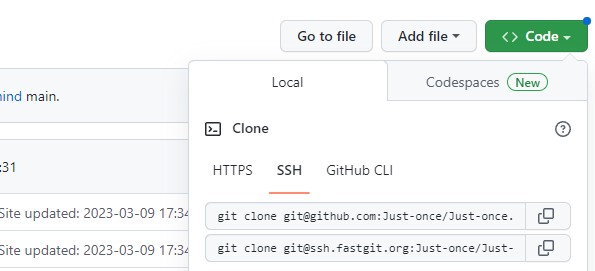 Go to file
Add file
<> Code
Local
Codespaces New
main.
Clone
:31
HTTPS
SSH
GitHub CLI
Site updated: 2023-03-09 17:34
git clone git@github.com:Just-once/Just-once.
Site updated: 2023-03-09 17:34
git clone git@ssh.fastgit.org:Just-once/Just-